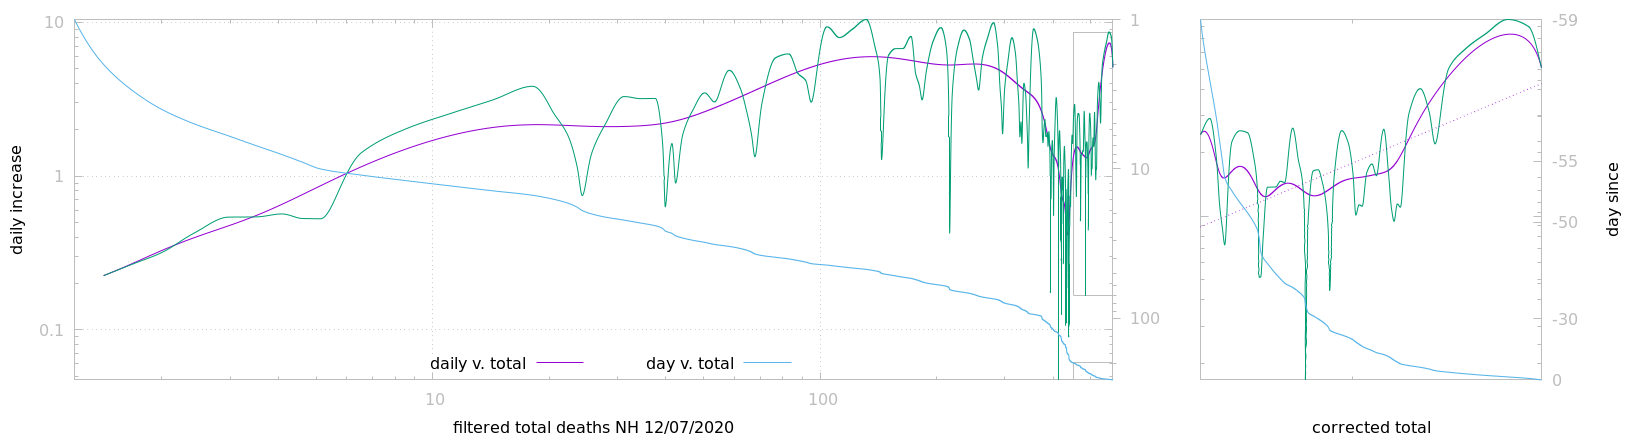 10
1
0.1
daily increase
10
100
1
10
100
daily v. total
day v. total
filtered total deaths NH 12/07/2020
-59
-55
-50
-30
0
day since
corrected total